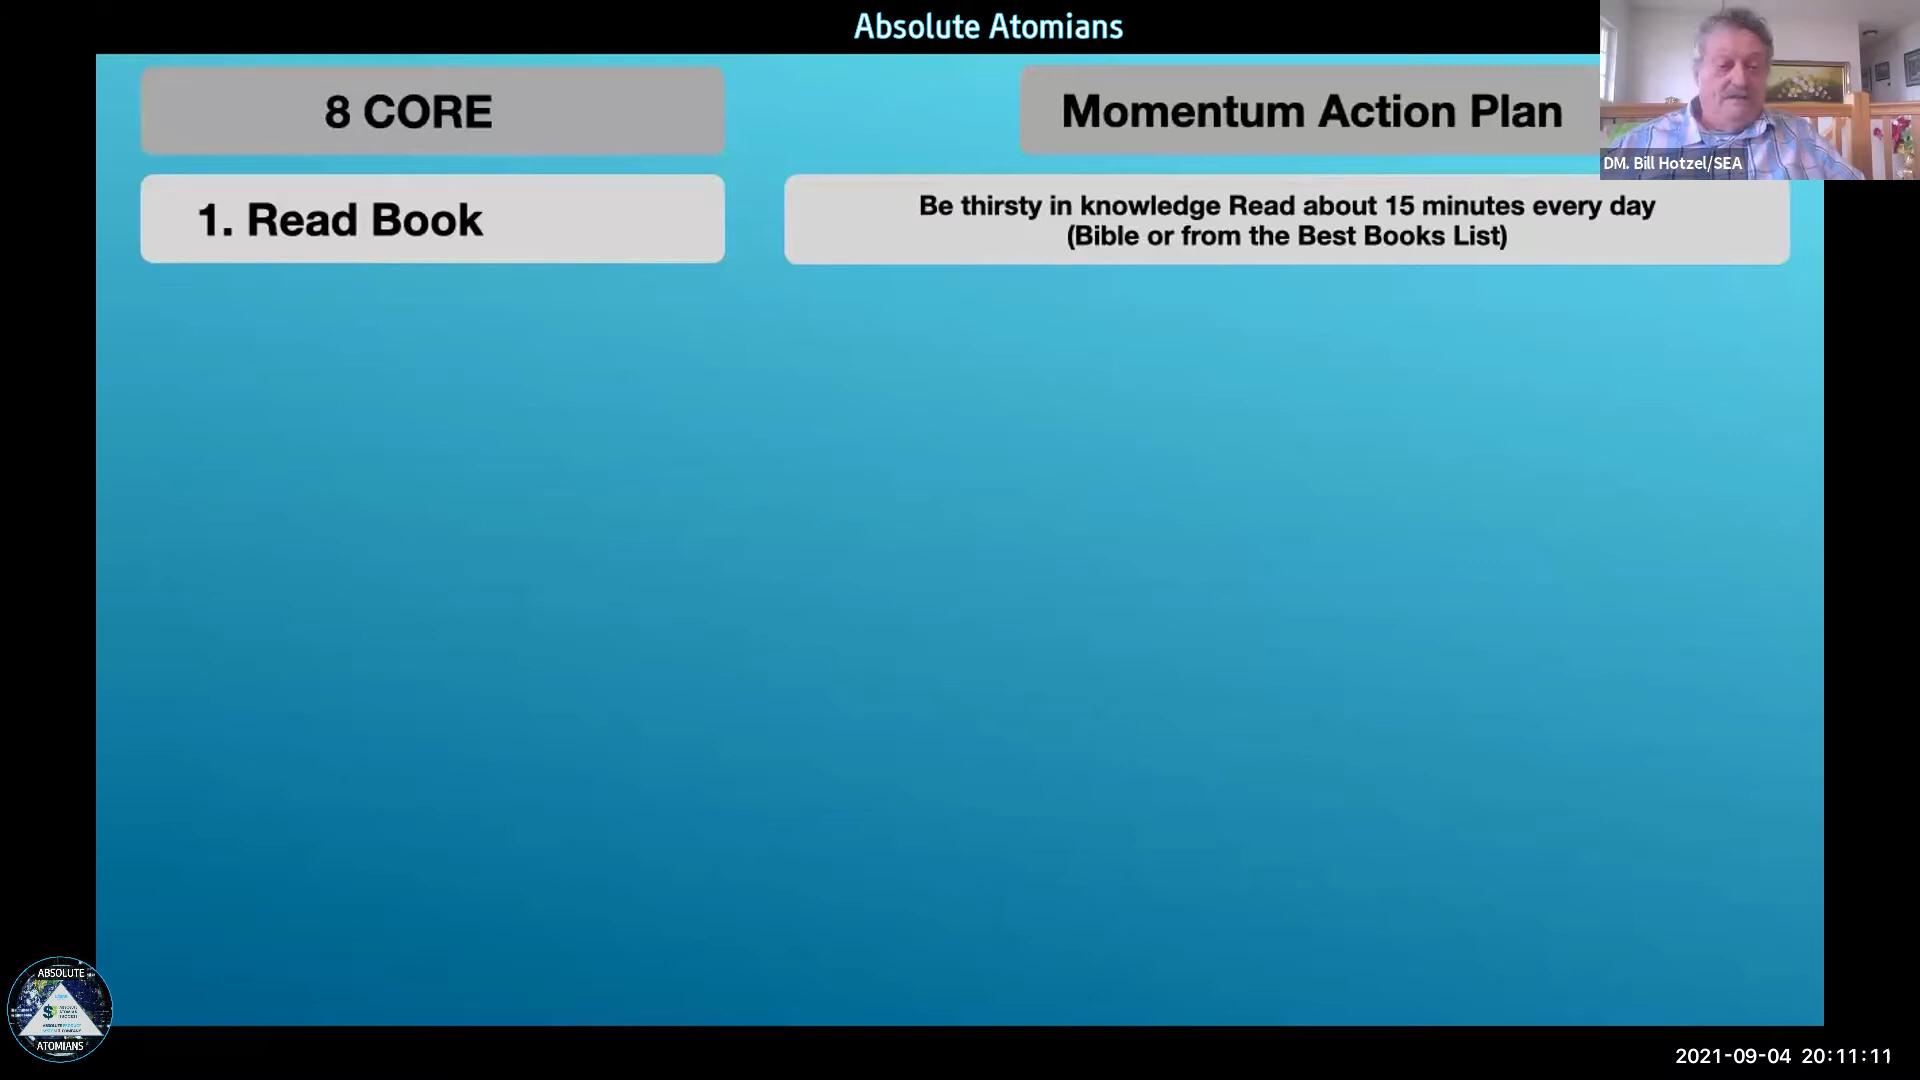 Absolute Atomians
8 CORE
Momentum Action Plan
DM. Bill Hotzel/SEA
1. Read Book
Be thirsty in knowledge Read about 15 minutes every day
(Bible or from the Best Books List)
ABSOLUTE
ATOMIANS
2021-09-04 20:11:11